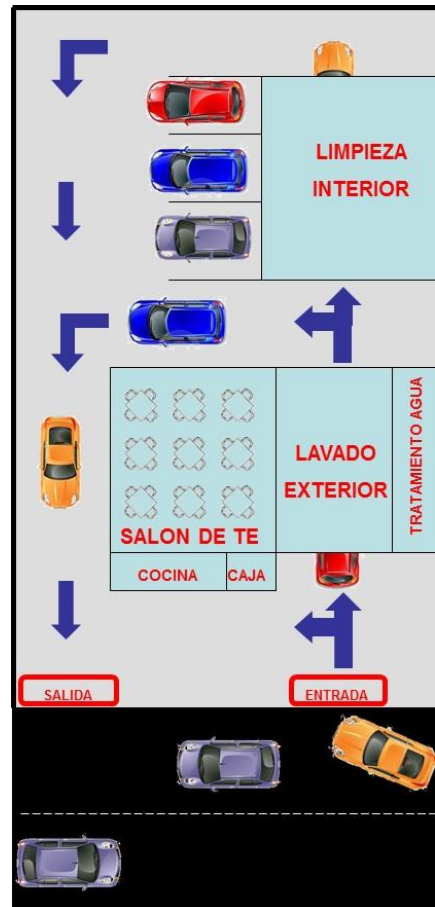 LIMPIEZA
INTERIOR
LAVADO
EXTERIOR
TRATAMIENTO AGUA
SALON DE TE
COCINA
CAJA
SALIDA
ENTRADA